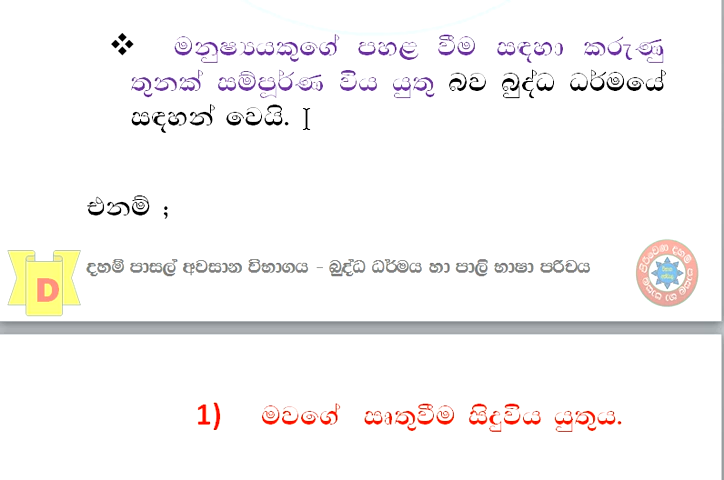 ❖ මනුෂ්‍යයකුගේ පහළ වීම සඳහා කරුණු
තුනක් සම්පූර්ණ විය යුතු බව බුද්ධ ධර්මයේ
සඳහන් වෙයි.
එනම් ;
දහම් පාසල් අවසාන විභාගය - බුද්ධ ධර්මය හා පාලි භාෂා පරිචය
D
1) මවගේ ඍතුවීම සිදුවිය යුතුය.